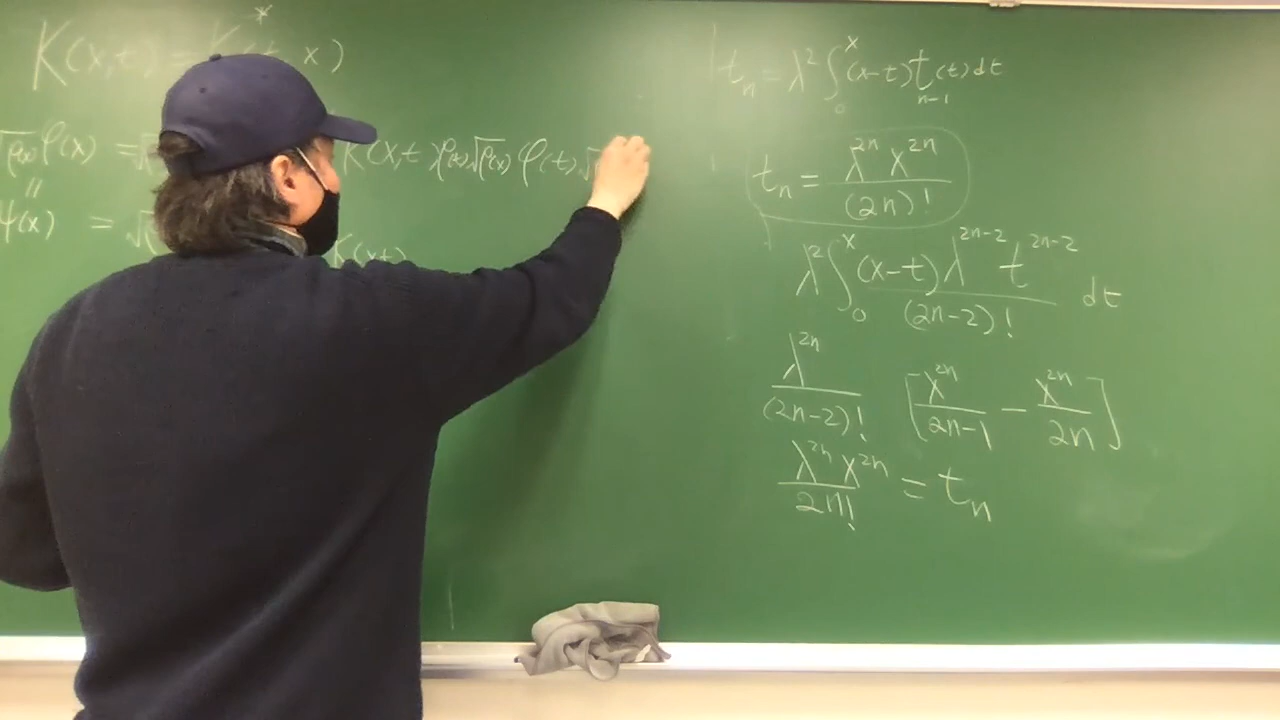 K(x,t) = K*(t, x)
√ρ(x) φ(x) = √ K(x,t) ρ(t) √ρ(x) φ(t) √
"
ψ(x) = √ K(xt)
t_n = λ² ∫₀ˣ (x-t) t_{n-1}(t) dt
t_n = λ^{2n} x^{2n} / (2n)!
λ² ∫₀ˣ (x-t) λ^{2n-2} t^{2n-2} / (2n-2)! dt
λ^{2n} / (2n-2)! [ x^{2n} / 2n-1 − x^{2n} / 2n ]
λ^{2n} x^{2n} / 2n! = t_n